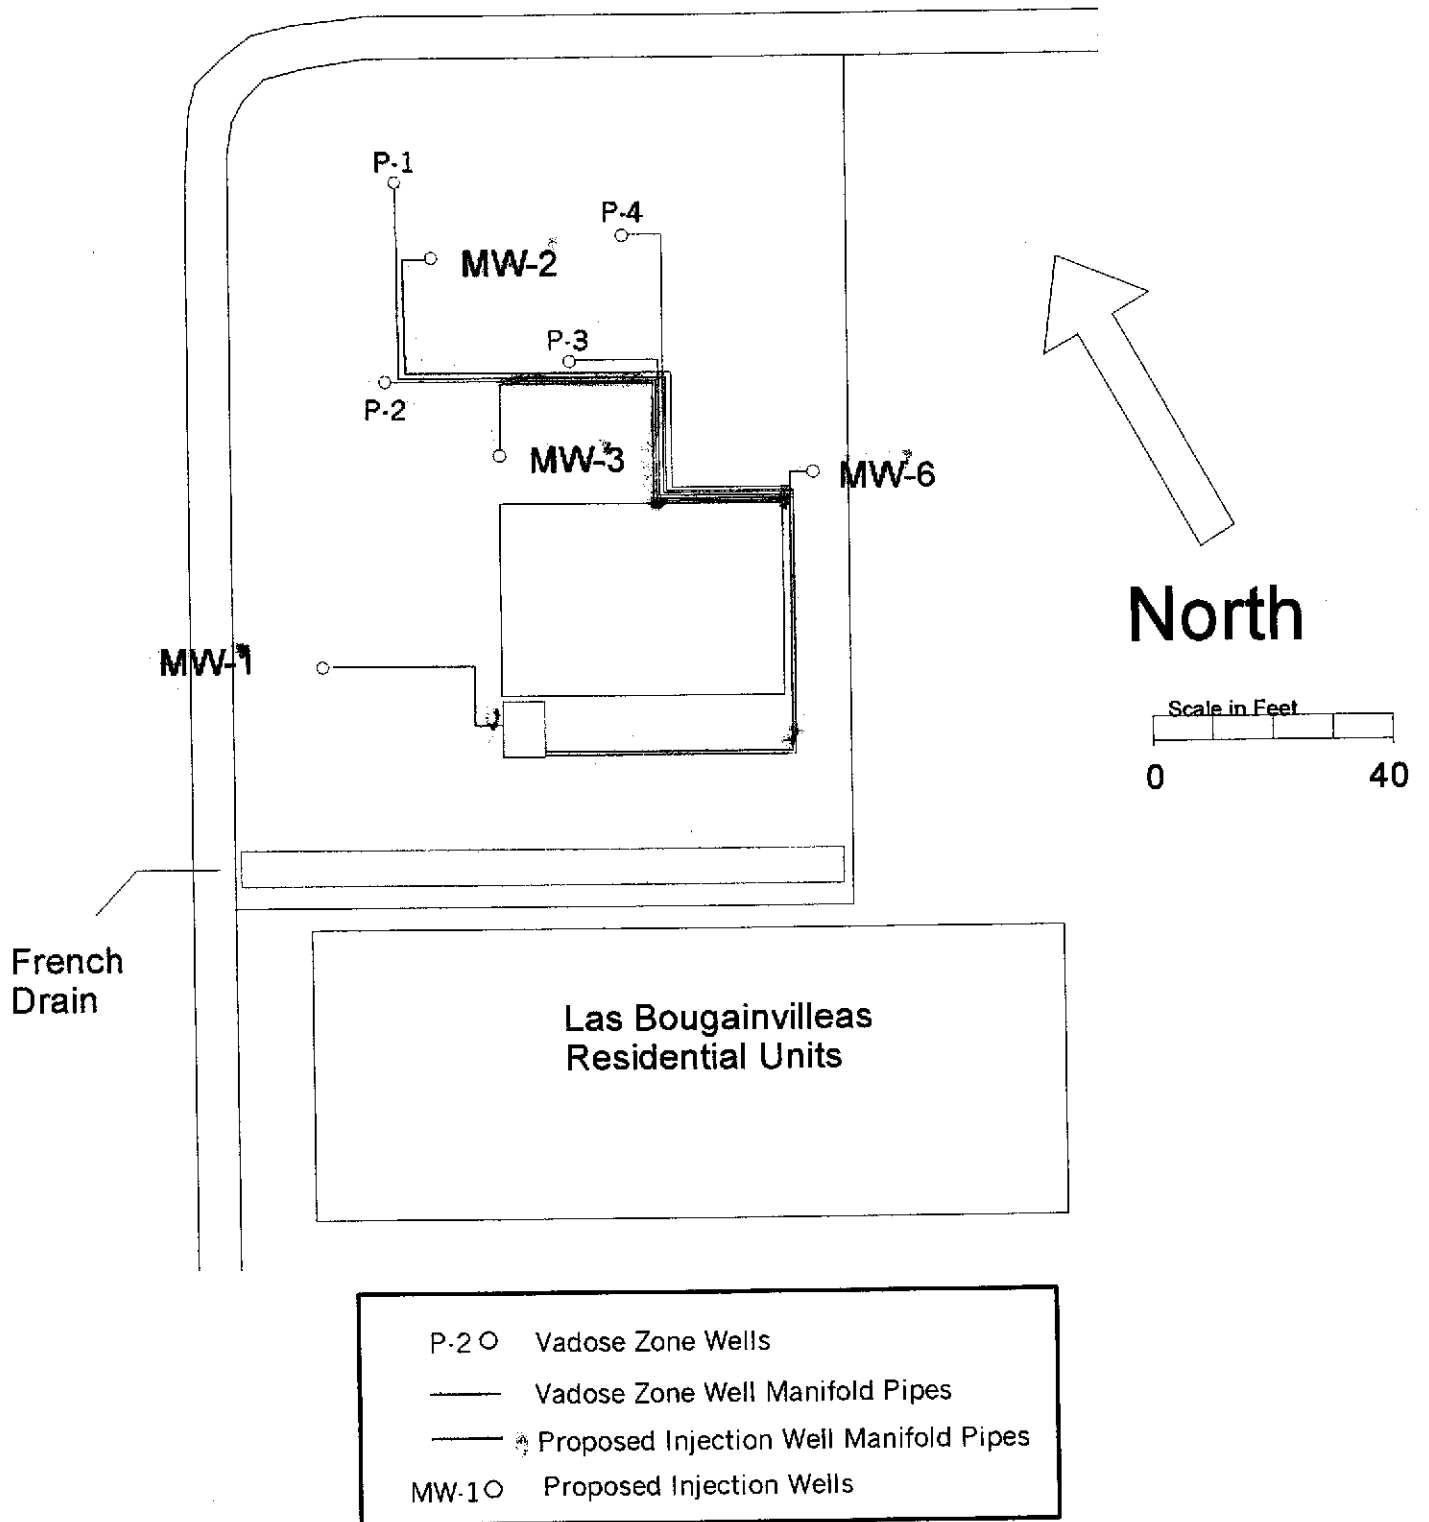 P-1
P-4
MW-2
P-3
P-2
MW-3
MW-6
North
MW-1
Scale in Feet
0 40
French
Drain
Las Bougainvilleas
Residential Units
P-2 Vadose Zone Wells
Vadose Zone Well Manifold Pipes
Proposed Injection Well Manifold Pipes
MW-1 Proposed Injection Wells